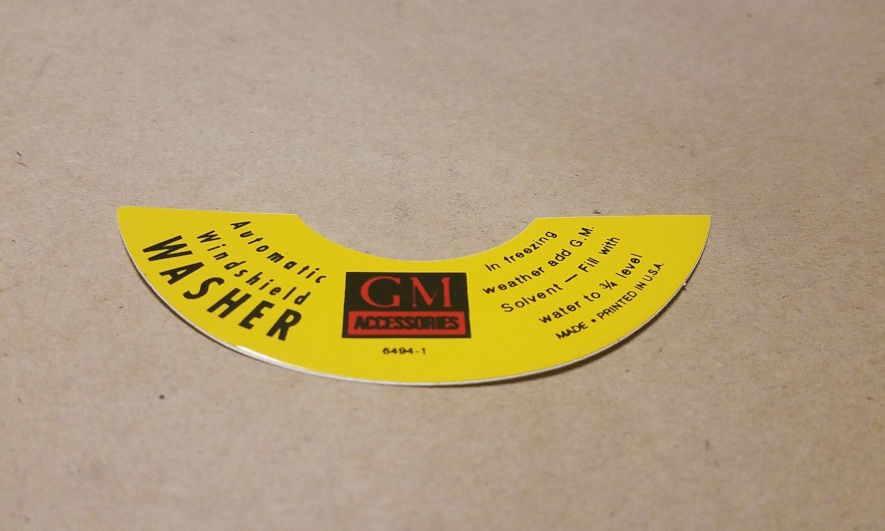 Automatic
Windshield
WASHER
GM
ACCESSORIES
6494-1
In freezing
weather add G.M.
Solvent — Fill with
water to ¾ level
MADE • PRINTED IN U.S.A.